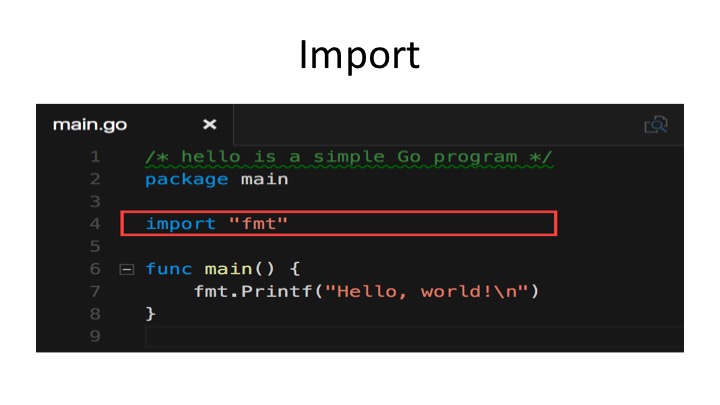 Import
main.go ×
1 /* hello is a simple Go program */
2 package main
3
4 import "fmt"
5
6 func main() {
7 fmt.Printf("Hello, world!\n")
8 }
9